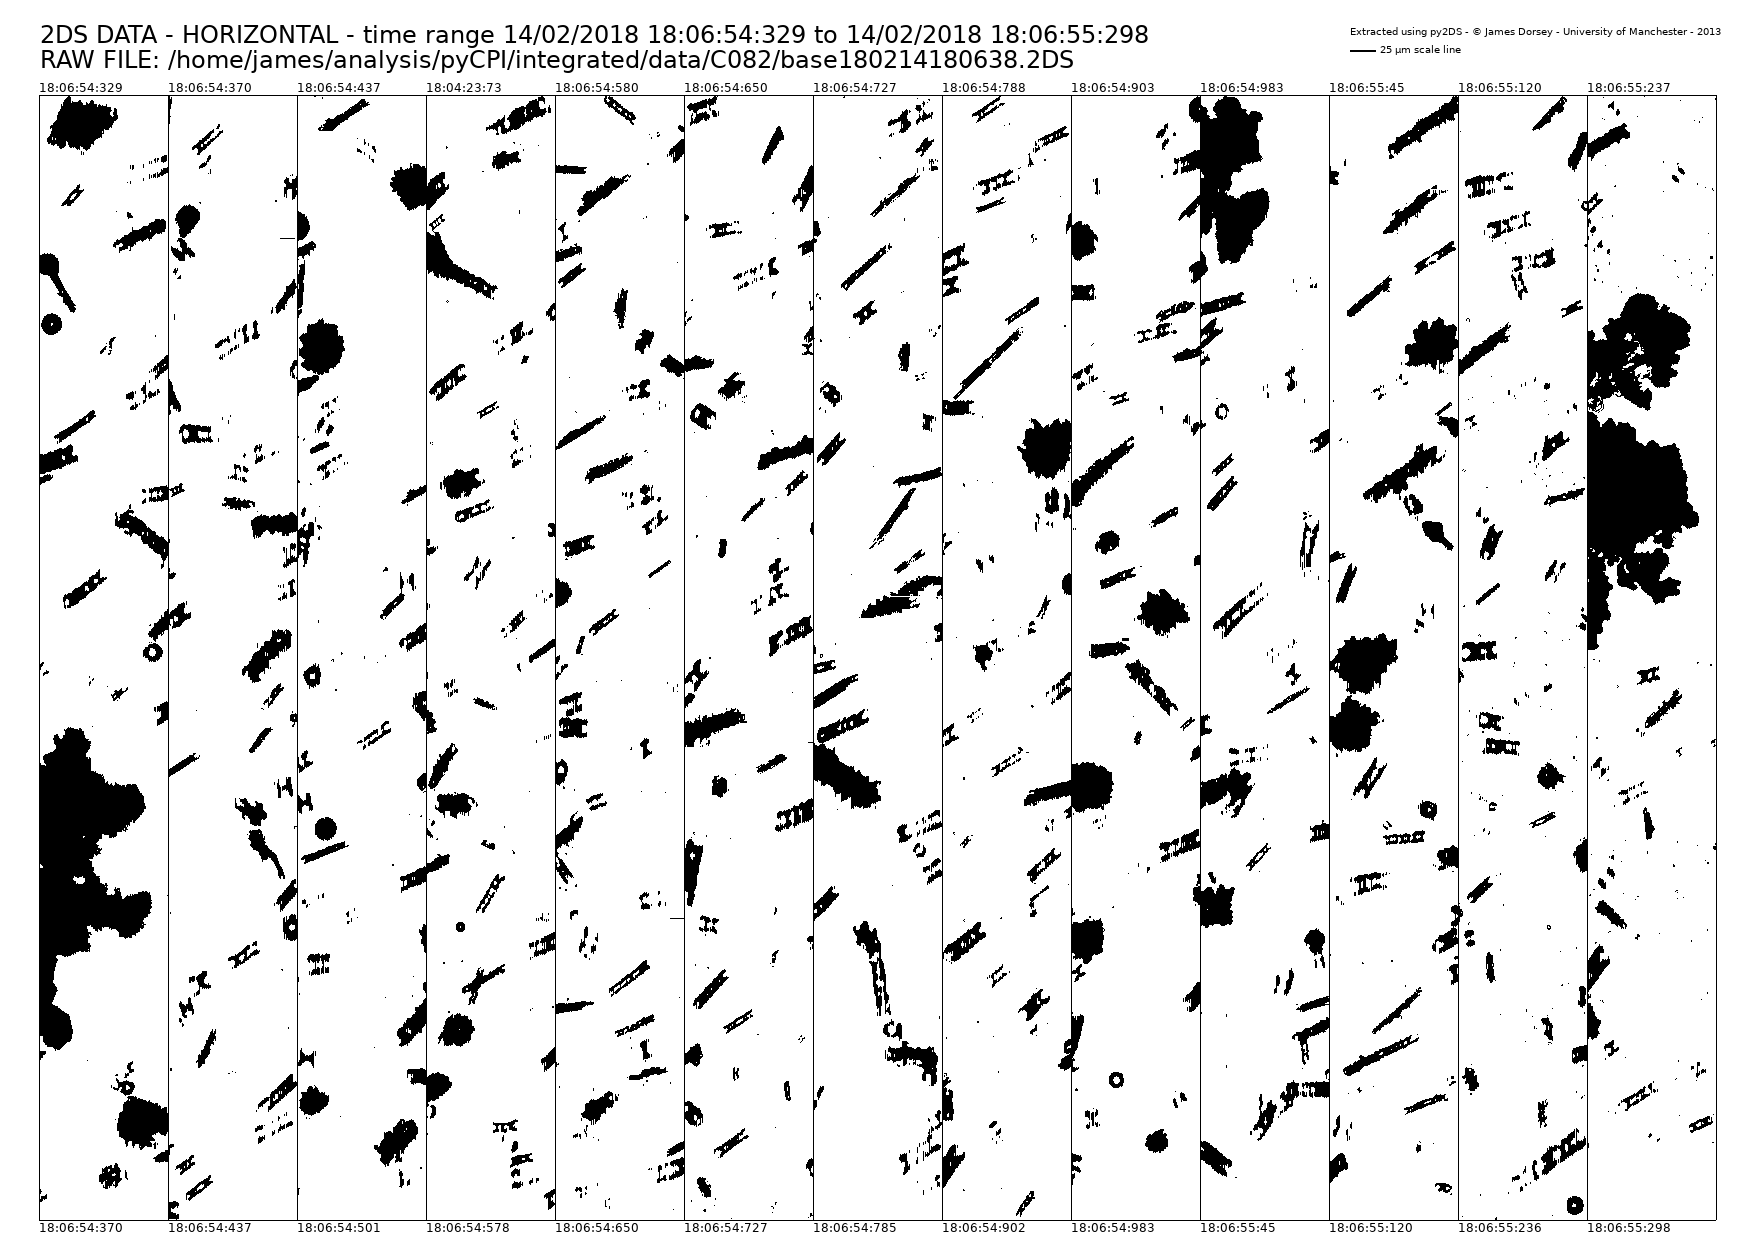 2DS DATA - HORIZONTAL - time range 14/02/2018 18:06:54:329 to 14/02/2018 18:06:55:298
RAW FILE: /home/james/analysis/pyCPI/integrated/data/C082/base180214180638.2DS
Extracted using py2DS - © James Dorsey - University of Manchester - 2013
25 µm scale line
18:06:54:329 18:06:54:370 18:06:54:437 18:04:23:73 18:06:54:580 18:06:54:650 18:06:54:727 18:06:54:788 18:06:54:903 18:06:54:983 18:06:55:45 18:06:55:120 18:06:55:237
18:06:54:370 18:06:54:437 18:06:54:501 18:06:54:578 18:06:54:650 18:06:54:727 18:06:54:785 18:06:54:902 18:06:54:983 18:06:55:45 18:06:55:120 18:06:55:236 18:06:55:298